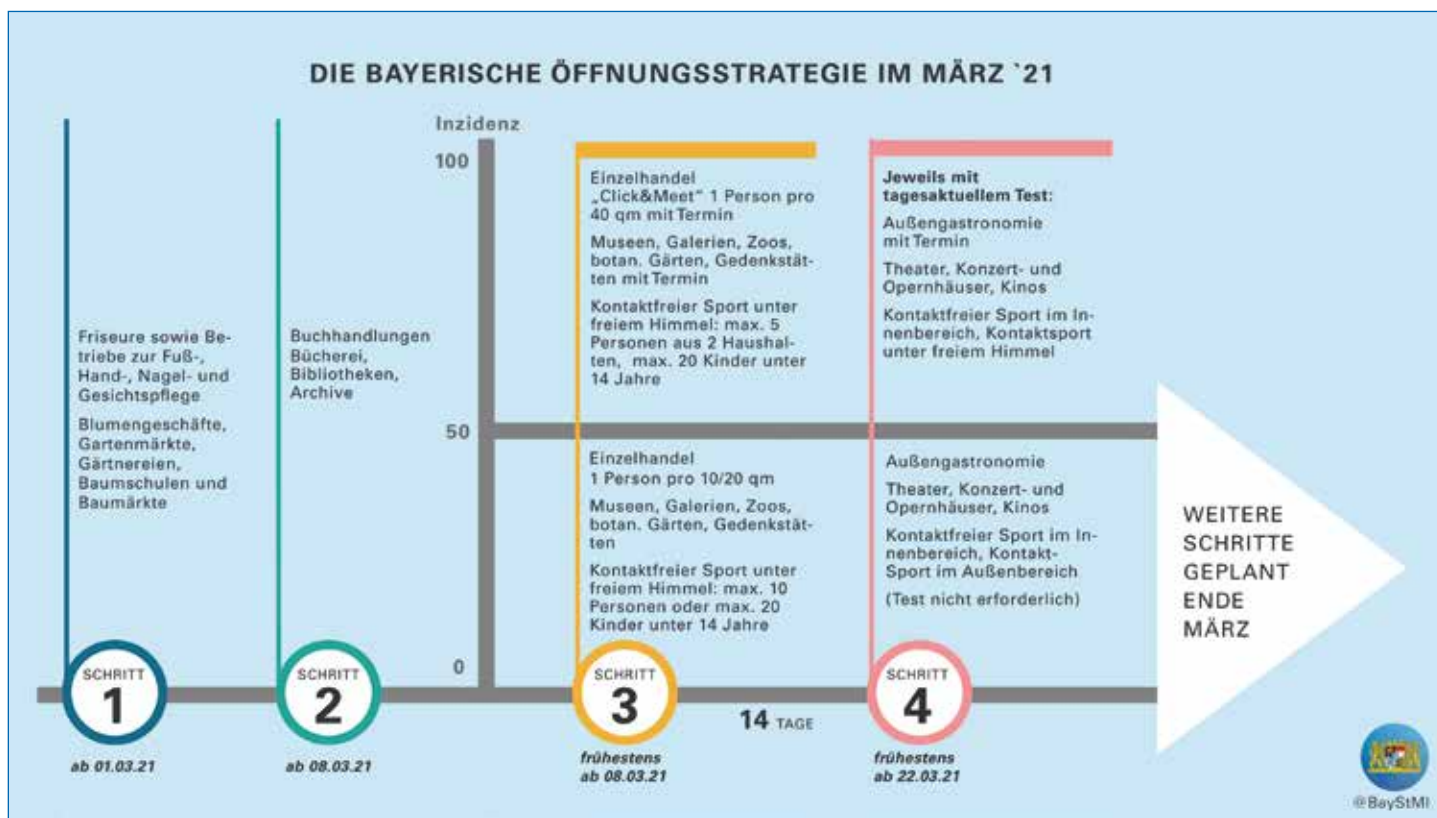 DIE BAYERISCHE ÖFFNUNGSSTRATEGIE IM MÄRZ `21
Friseure sowie Be-
triebe zur Fuß-,
Hand-, Nagel- und
Gesichtspflege
Blumengeschäfte,
Gartenmärkte,
Gärtnereien,
Baumschulen und
Baumärkte
SCHRITT
1
ab 01.03.21
Buchhandlungen
Bücherei,
Bibliotheken,
Archive
SCHRITT
2
ab 08.03.21
Inzidenz
100
50
0
Einzelhandel
„Click&Meet" 1 Person pro
40 qm mit Termin
Museen, Galerien, Zoos,
botan. Gärten, Gedenkstät-
ten mit Termin
Kontaktfreier Sport unter
freiem Himmel: max. 5
Personen aus 2 Haushal-
ten, max. 20 Kinder unter
14 Jahre
Einzelhandel
1 Person pro 10/20 qm
Museen, Galerien, Zoos,
botan. Gärten, Gedenkstät-
ten
Kontaktfreier Sport unter
freiem Himmel: max. 10
Personen oder max. 20
Kinder unter 14 Jahre
SCHRITT
3
frühestens
ab 08.03.21
14 TAGE
Jeweils mit
tagesaktuellem Test:
Außengastronomie
mit Termin
Theater, Konzert- und
Opernhäuser, Kinos
Kontaktfreier Sport im In-
nenbereich, Kontaktsport
unter freiem Himmel
Außengastronomie
Theater, Konzert- und
Opernhäuser, Kinos
Kontaktfreier Sport im In-
nenbereich, Kontakt-
Sport im Außenbereich
(Test nicht erforderlich)
SCHRITT
4
frühestens
ab 22.03.21
WEITERE
SCHRITTE
GEPLANT
ENDE
MÄRZ
@BayStMI